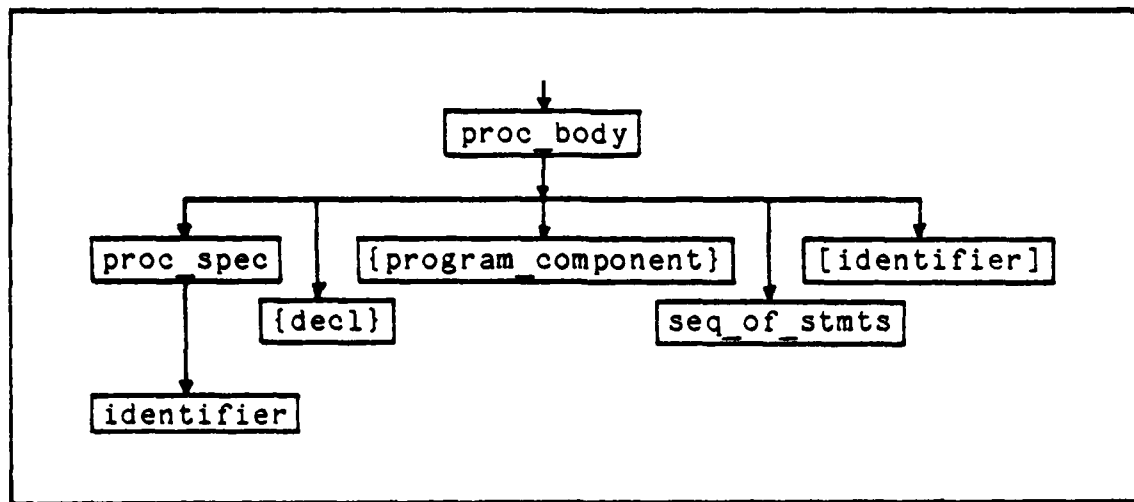 proc_body
proc_spec {program_component} [identifier]
{decl} seq_of_stmts
identifier